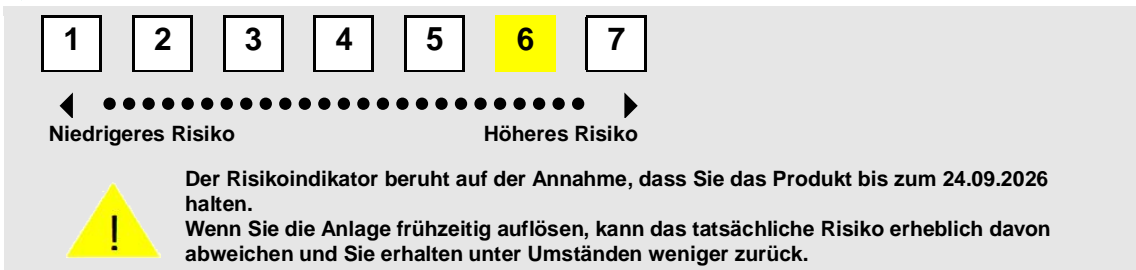 1 2 3 4 5 6 7
Niedrigeres Risiko Höheres Risiko
Der Risikoindikator beruht auf der Annahme, dass Sie das Produkt bis zum 24.09.2026
halten.
Wenn Sie die Anlage frühzeitig auflösen, kann das tatsächliche Risiko erheblich davon
abweichen und Sie erhalten unter Umständen weniger zurück.
!